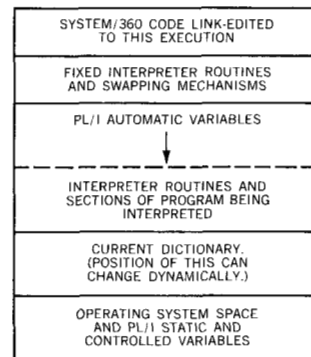 SYSTEM/360 CODE LINK-EDITED
TO THIS EXECUTION
FIXED INTERPRETER ROUTINES
AND SWAPPING MECHANISMS
PL/I AUTOMATIC VARIABLES
INTERPRETER ROUTINES AND
SECTIONS OF PROGRAM BEING
INTERPRETED
CURRENT DICTIONARY.
(POSITION OF THIS CAN
CHANGE DYNAMICALLY.)
OPERATING SYSTEM SPACE
AND PL/I STATIC AND
CONTROLLED VARIABLES